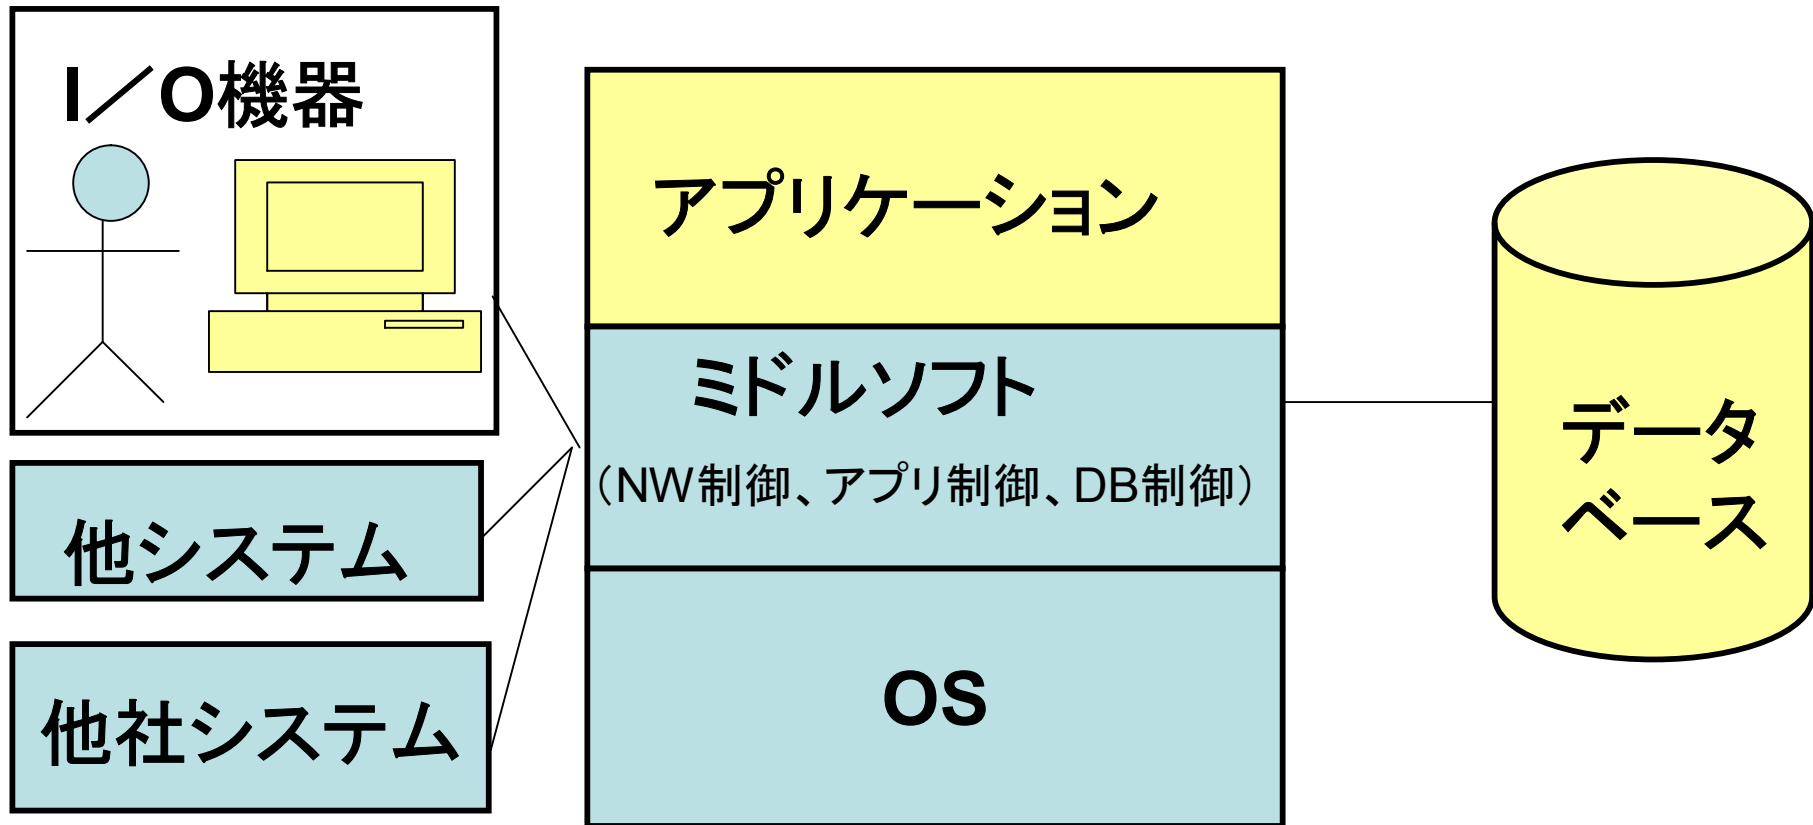 I／O機器
他システム
他社システム
アプリケーション
ミドルソフト
（NW制御、アプリ制御、DB制御）
OS
データ
ベース